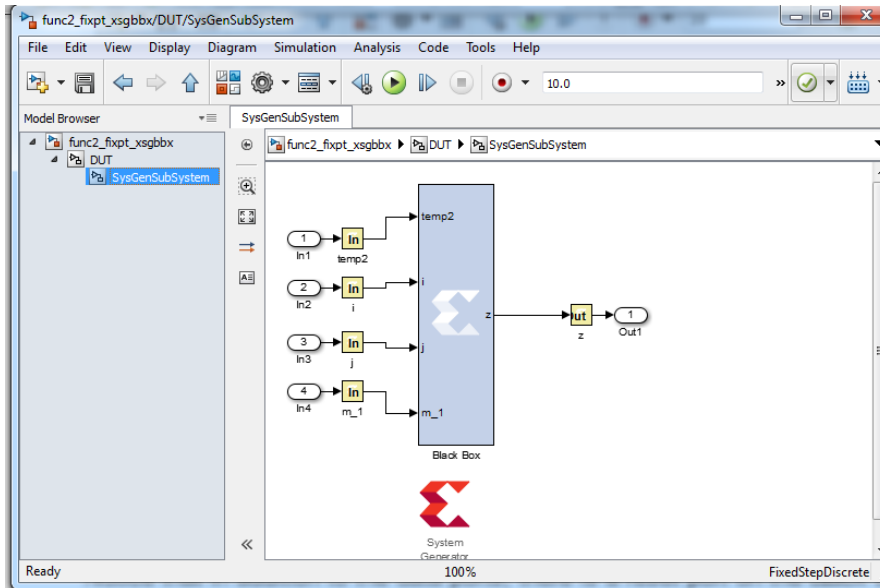 func2_fixpt_xsgbbx/DUT/SysGenSubSystem
File Edit View Display Diagram Simulation Analysis Code Tools Help
10.0
»
Model Browser
SysGenSubSystem
func2_fixpt_xsgbbx
DUT
SysGenSubSystem
func2_fixpt_xsgbbx DUT SysGenSubSystem
A
temp2
1 In
In1 temp2
2 In i
In2 i
z ut 1
3 In j
In3 j
z Out1
4 In
In4 m_1
m_1
Black Box
System
Generator
«
Ready 100% FixedStepDiscrete